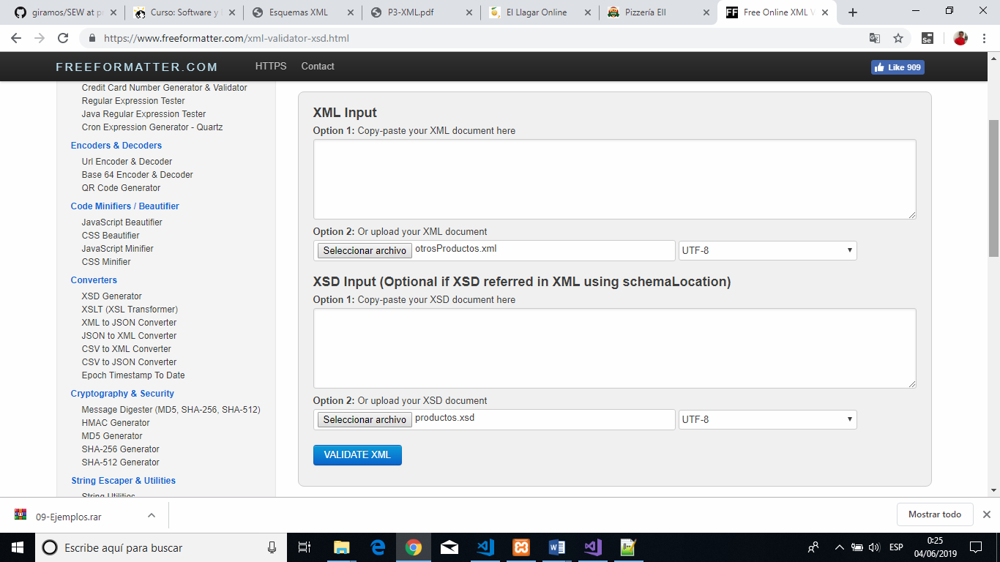 giramos/SEW at p
Curso: Software y
Esquemas XML
P3-XML.pdf
El Llagar Online
Pizzería Ell
Free Online XML V
https://www.freeformatter.com/xml-validator-xsd.html
FREEFORMATTER.COM
HTTPS
Contact
Like 909
Credit Card Number Generator & Validator
Regular Expression Tester
Java Regular Expression Tester
Cron Expression Generator - Quartz
Encoders & Decoders
Url Encoder & Decoder
Base 64 Encoder & Decoder
QR Code Generator
Code Minifiers / Beautifier
JavaScript Beautifier
CSS Beautifier
JavaScript Minifier
CSS Minifier
Converters
XSD Generator
XSLT (XSL Transformer)
XML to JSON Converter
JSON to XML Converter
CSV to XML Converter
CSV to JSON Converter
Epoch Timestamp To Date
Cryptography & Security
Message Digester (MD5, SHA-256, SHA-512)
HMAC Generator
MD5 Generator
SHA-256 Generator
SHA-512 Generator
String Escaper & Utilities
String Utilities
XML Input
Option 1: Copy-paste your XML document here
Option 2: Or upload your XML document
Seleccionar archivo otrosProductos.xml
UTF-8
XSD Input (Optional if XSD referred in XML using schemaLocation)
Option 1: Copy-paste your XSD document here
Option 2: Or upload your XSD document
Seleccionar archivo productos.xsd
UTF-8
VALIDATE XML
09-Ejemplos.rar
Mostrar todo
Escribe aquí para buscar
ESP
0:25
04/06/2019